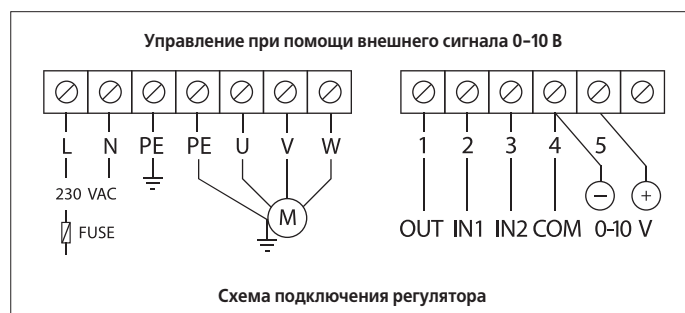 Управление при помощи внешнего сигнала 0–10 В
L N PE PE U V W 1 2 3 4 5
230 VAC
FUSE
M
− +
OUT IN1 IN2 COM 0-10 V
Схема подключения регулятора